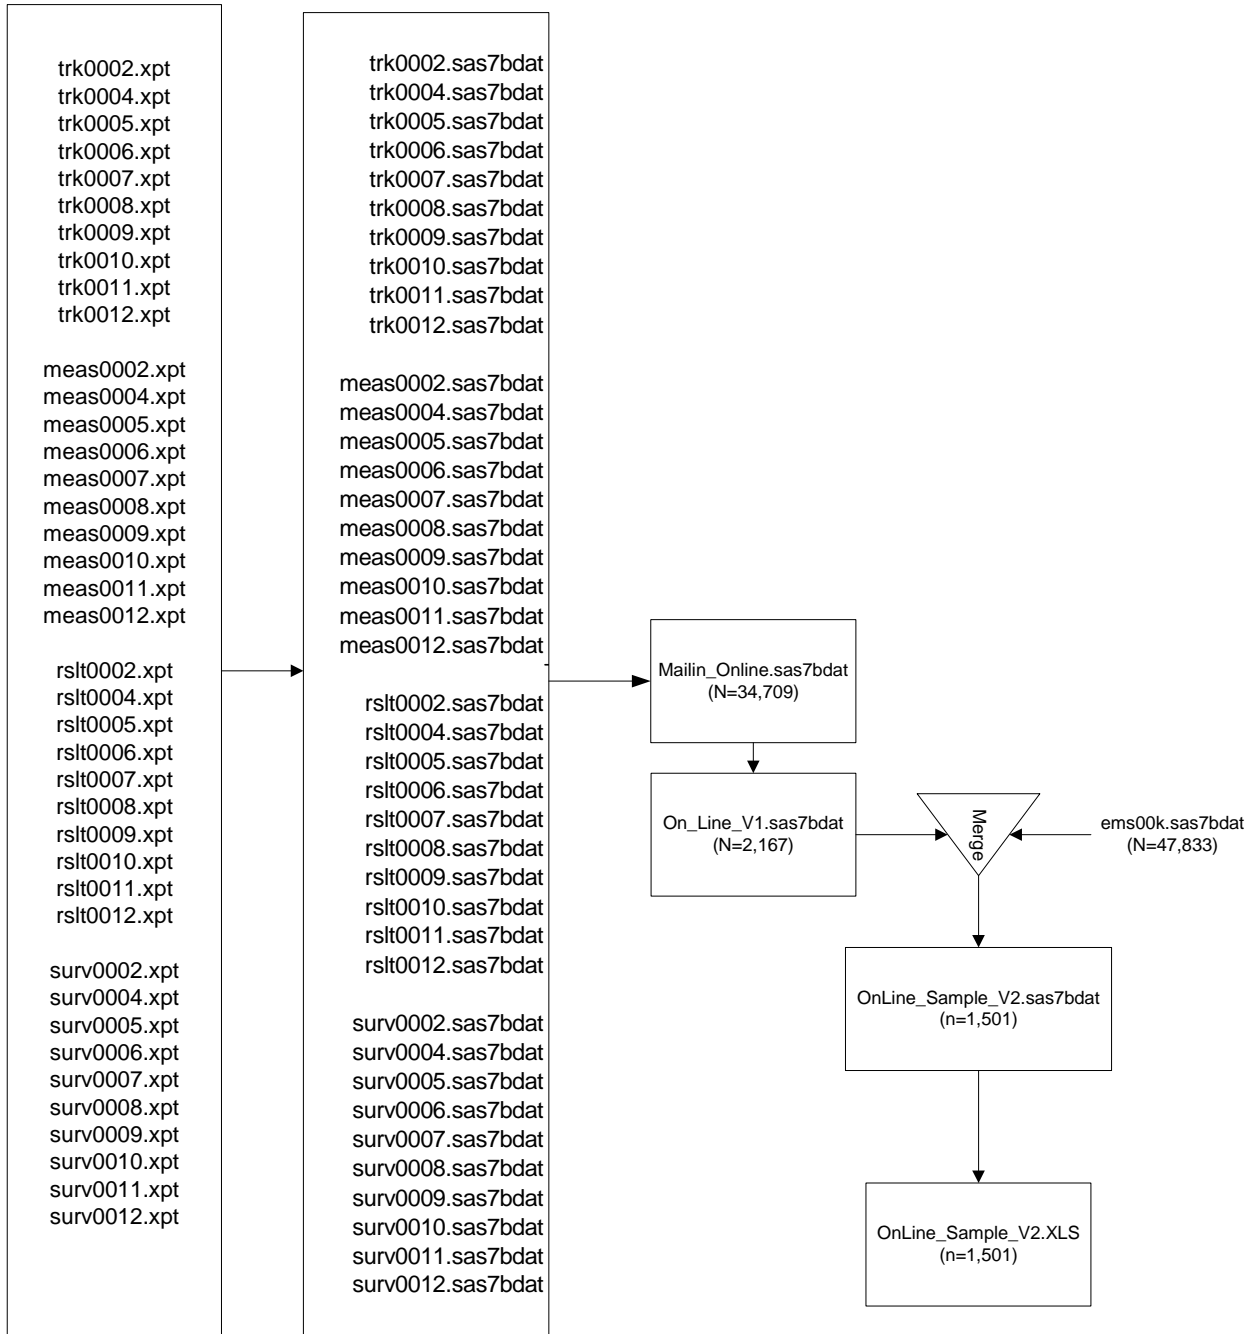 trk0002.xpt
trk0004.xpt
trk0005.xpt
trk0006.xpt
trk0007.xpt
trk0008.xpt
trk0009.xpt
trk0010.xpt
trk0011.xpt
trk0012.xpt
meas0002.xpt
meas0004.xpt
meas0005.xpt
meas0006.xpt
meas0007.xpt
meas0008.xpt
meas0009.xpt
meas0010.xpt
meas0011.xpt
meas0012.xpt
rslt0002.xpt
rslt0004.xpt
rslt0005.xpt
rslt0006.xpt
rslt0007.xpt
rslt0008.xpt
rslt0009.xpt
rslt0010.xpt
rslt0011.xpt
rslt0012.xpt
surv0002.xpt
surv0004.xpt
surv0005.xpt
surv0006.xpt
surv0007.xpt
surv0008.xpt
surv0009.xpt
surv0010.xpt
surv0011.xpt
surv0012.xpt
trk0002.sas7bdat
trk0004.sas7bdat
trk0005.sas7bdat
trk0006.sas7bdat
trk0007.sas7bdat
trk0008.sas7bdat
trk0009.sas7bdat
trk0010.sas7bdat
trk0011.sas7bdat
trk0012.sas7bdat
meas0002.sas7bdat
meas0004.sas7bdat
meas0005.sas7bdat
meas0006.sas7bdat
meas0007.sas7bdat
meas0008.sas7bdat
meas0009.sas7bdat
meas0010.sas7bdat
meas0011.sas7bdat
meas0012.sas7bdat
rslt0002.sas7bdat
rslt0004.sas7bdat
rslt0005.sas7bdat
rslt0006.sas7bdat
rslt0007.sas7bdat
rslt0008.sas7bdat
rslt0009.sas7bdat
rslt0010.sas7bdat
rslt0011.sas7bdat
rslt0012.sas7bdat
surv0002.sas7bdat
surv0004.sas7bdat
surv0005.sas7bdat
surv0006.sas7bdat
surv0007.sas7bdat
surv0008.sas7bdat
surv0009.sas7bdat
surv0010.sas7bdat
surv0011.sas7bdat
surv0012.sas7bdat
Mailin_Online.sas7bdat
(N=34,709)
On_Line_V1.sas7bdat
(N=2,167)
Merge
ems00k.sas7bdat
(N=47,833)
OnLine_Sample_V2.sas7bdat
(n=1,501)
OnLine_Sample_V2.XLS
(n=1,501)